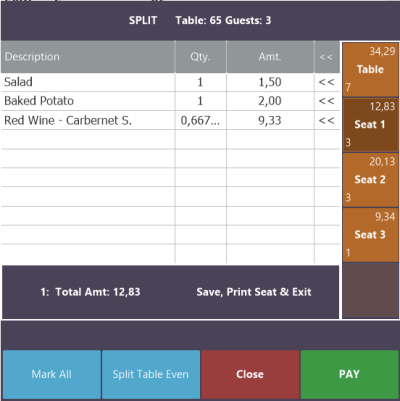 SPLIT Table: 65 Guests: 3
Description Qty. Amt. <<
Salad 1 1,50 <<
Baked Potato 1 2,00 <<
Red Wine - Carbernet S. 0,667... 9,33 <<
34,29
Table
7
12,83
Seat 1
3
20,13
Seat 2
3
9,34
Seat 3
1
1: Total Amt: 12,83 Save, Print Seat & Exit
Mark All Split Table Even Close PAY